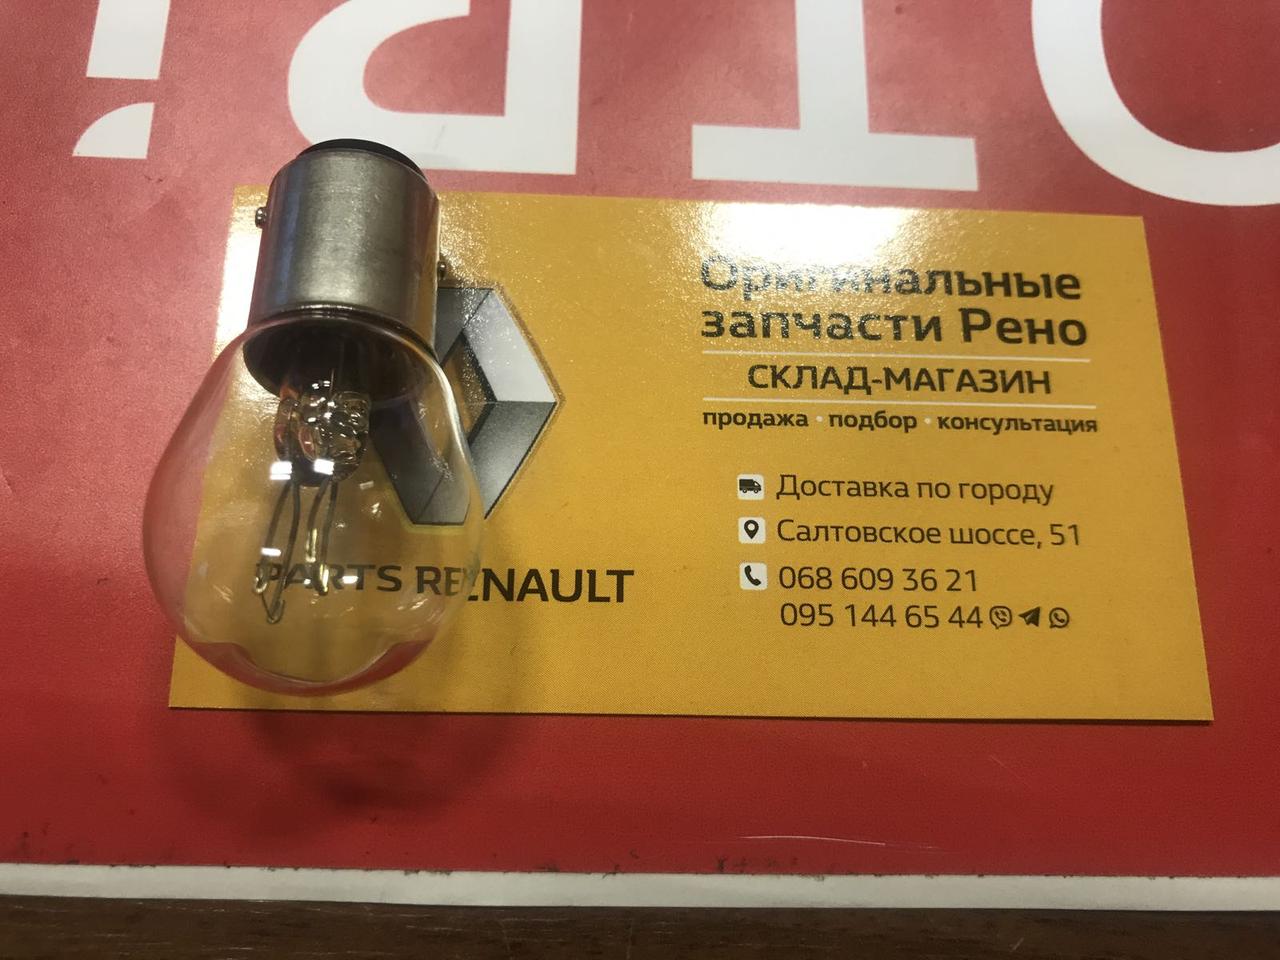 Оригинальные
запчасти Рено
СКЛАД-МАГАЗИН
продажа · подбор · консультация
Доставка по городу
Салтовское шоссе, 51
068 609 36 21
095 144 65 44
PARTS RENAULT